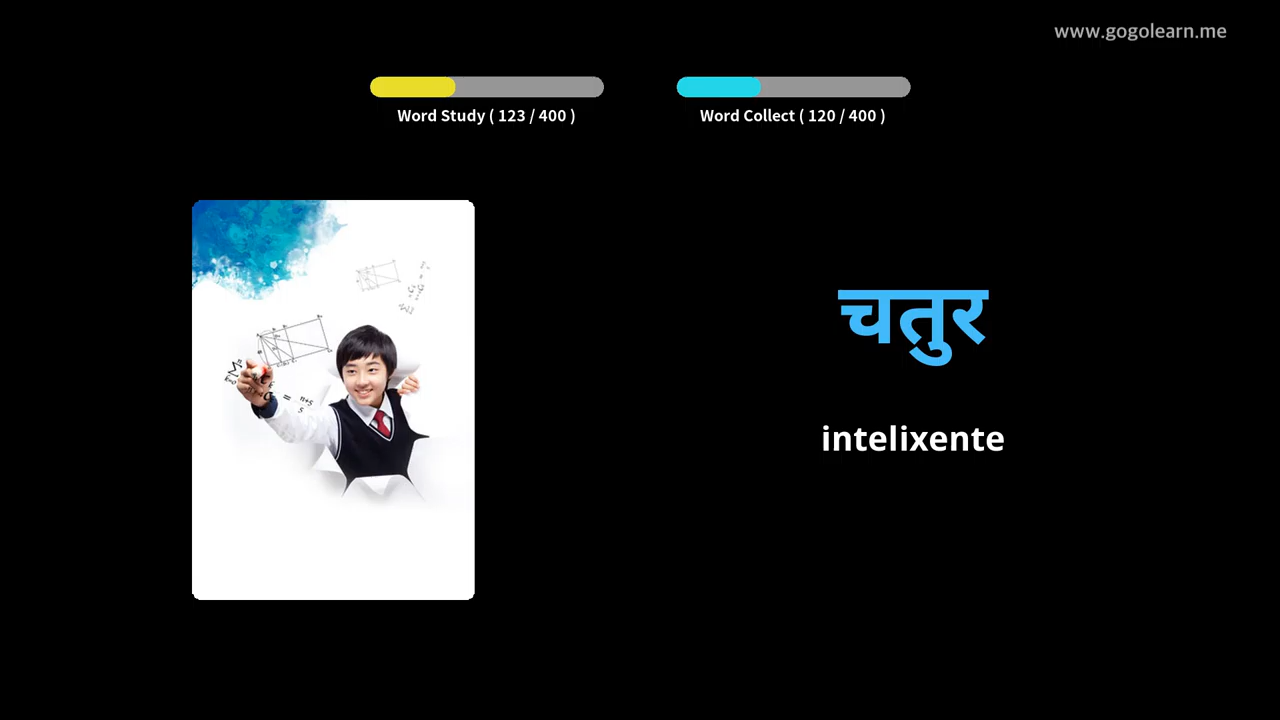 www.gogolearn.me
Word Study ( 123 / 400 )
Word Collect ( 120 / 400 )
चतुर
intelixente